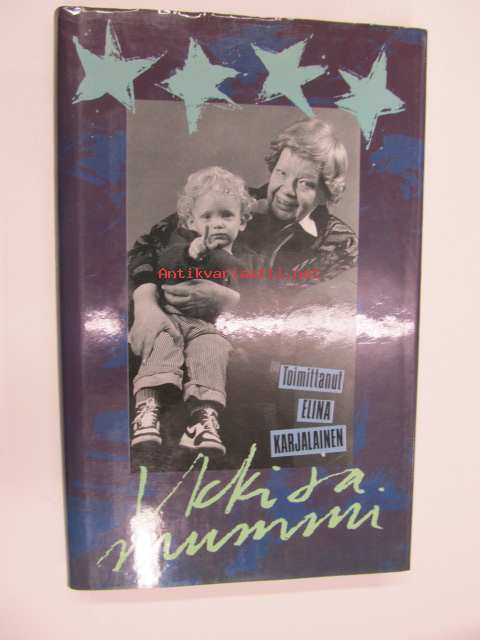 Antikvariaatti.net
Toimittanut
ELINA
KARJALAINEN
Ukki ja
mummi